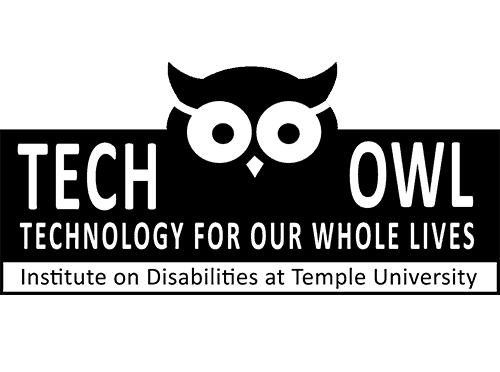 TECH OWL
TECHNOLOGY FOR OUR WHOLE LIVES
Institute on Disabilities at Temple University